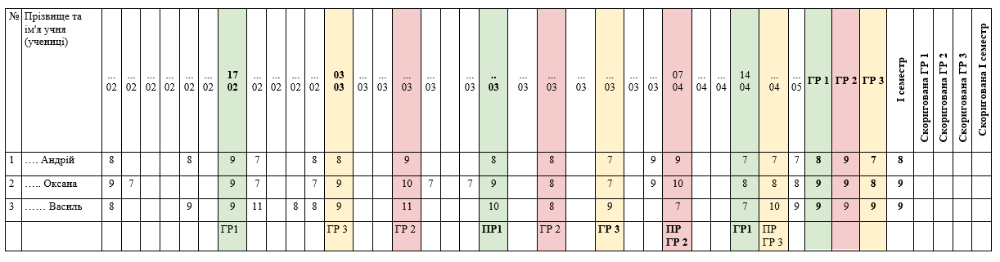 № Прізвище та ім'я учня (учениці) ... 02 ... 02 ... 02 ... 02 ... 02 ... 02 17 02 ... 02 ... 02 ... 02 ... 02 03 03 ... 03 ... 03 ... 03 ... 03 .. 03 ... 03 ... 03 ... 03 ... 03 ... 03 ... 03 07 04 ... 04 ... 04 14 04 ... 04 ... 05 ГР 1 ГР 2 ГР 3 І семестр Скоригована ГР 1 Скоригована ГР 2 Скоригована ГР 3 Скоригована І семестр
1 …. Андрій 8 8 9 7 8 8 9 8 8 7 9 9 7 7 7 8 9 7 8
2 ….. Оксана 9 7 9 7 7 9 10 7 7 9 8 7 9 10 8 8 8 9 9 8 9
3 …… Василь 8 9 9 11 8 8 9 11 10 8 9 7 7 10 9 9 9 9 9
ГР1 ГР 3 ГР 2 ПР1 ГР 2 ГР 3 ПР ГР 2 ГР1 ПР ГР 3